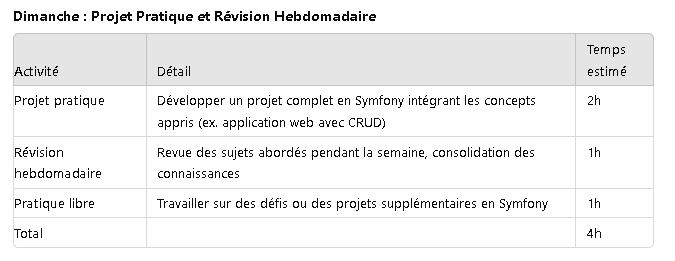 Dimanche : Projet Pratique et Révision Hebdomadaire
Temps
Activité Détail estimé
Projet pratique Développer un projet complet en Symfony intégrant les concepts 2h
appris (ex. application web avec CRUD)
Révision Revue des sujets abordés pendant la semaine, consolidation des 1h
hebdomadaire connaissances
Pratique libre Travailler sur des défis ou des projets supplémentaires en Symfony 1h
Total 4h